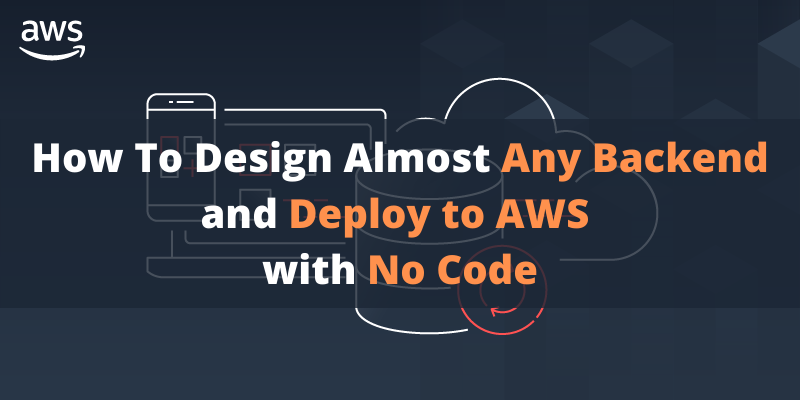 aws
How To Design Almost Any Backend
and Deploy to AWS
with No Code